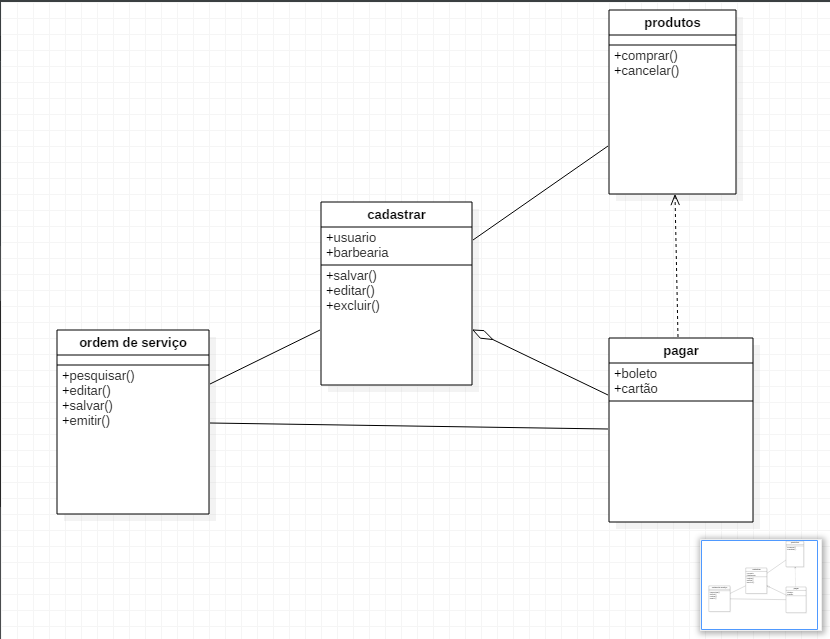 produtos
+comprar()
+cancelar()
cadastrar
+usuario
+barbearia
+salvar()
+editar()
+excluir()
ordem de serviço
+pesquisar()
+editar()
+salvar()
+emitir()
pagar
+boleto
+cartão